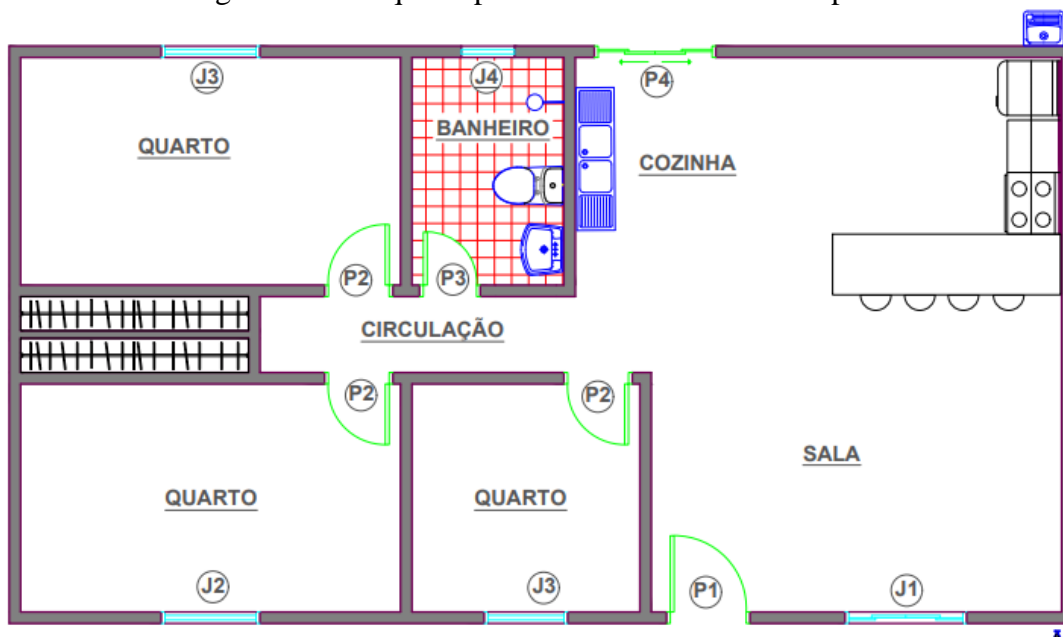 J3
J4
P4
BANHEIRO
QUARTO
COZINHA
P2
P3
CIRCULAÇÃO
P2
P2
SALA
QUARTO
QUARTO
J2
J3
P1
J1